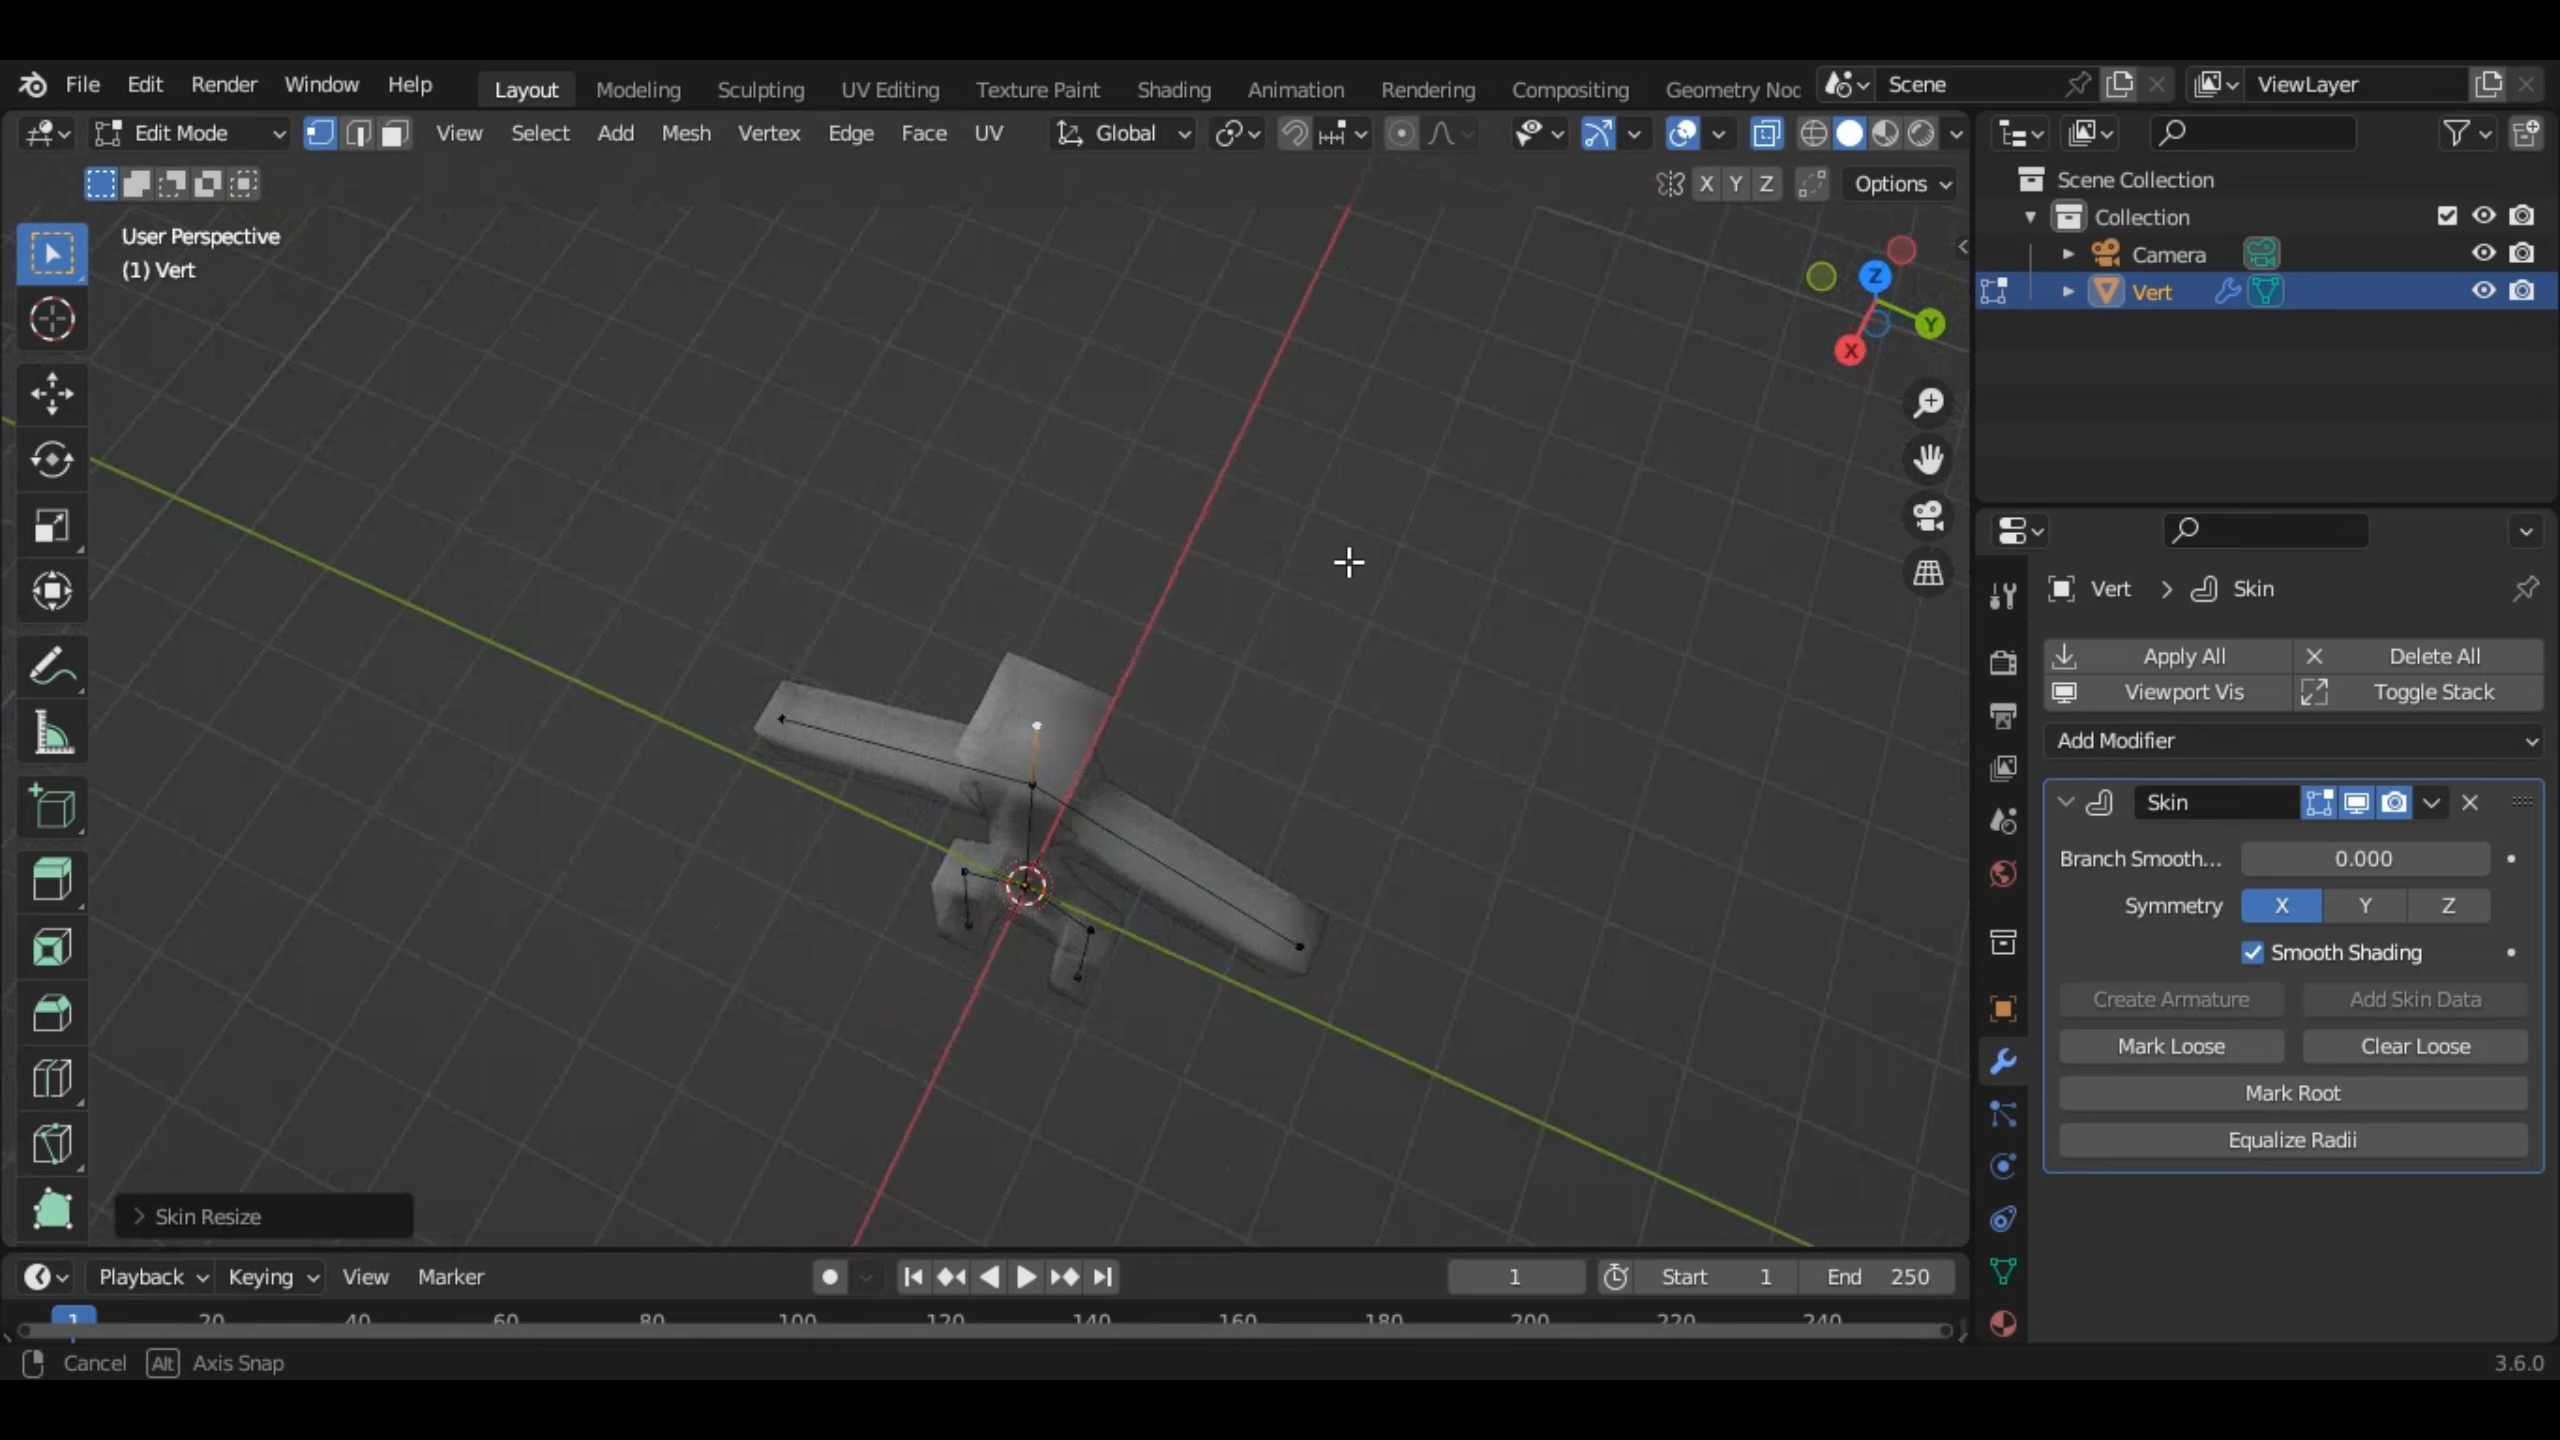 File Edit Render Window Help Layout Modeling Sculpting UV Editing Texture Paint Shading Animation Rendering Compositing Geometry Noc Scene ViewLayer
Edit Mode View Select Add Mesh Vertex Edge Face UV Global
X Y Z Options
User Perspective
(1) Vert
Z
Y
X
Scene Collection
Collection
Camera
Vert
Vert > Skin
Apply All Delete All
Viewport Vis Toggle Stack
Add Modifier
Skin
Branch Smooth... 0.000
Symmetry X Y Z
Smooth Shading
Create Armature Add Skin Data
Mark Loose Clear Loose
Mark Root
Equalize Radii
> Skin Resize
Playback Keying View Marker 1 Start 1 End 250
1 20 40 60 80 100 120 140 160 180 200 220 240
Cancel Alt Axis Snap 3.6.0